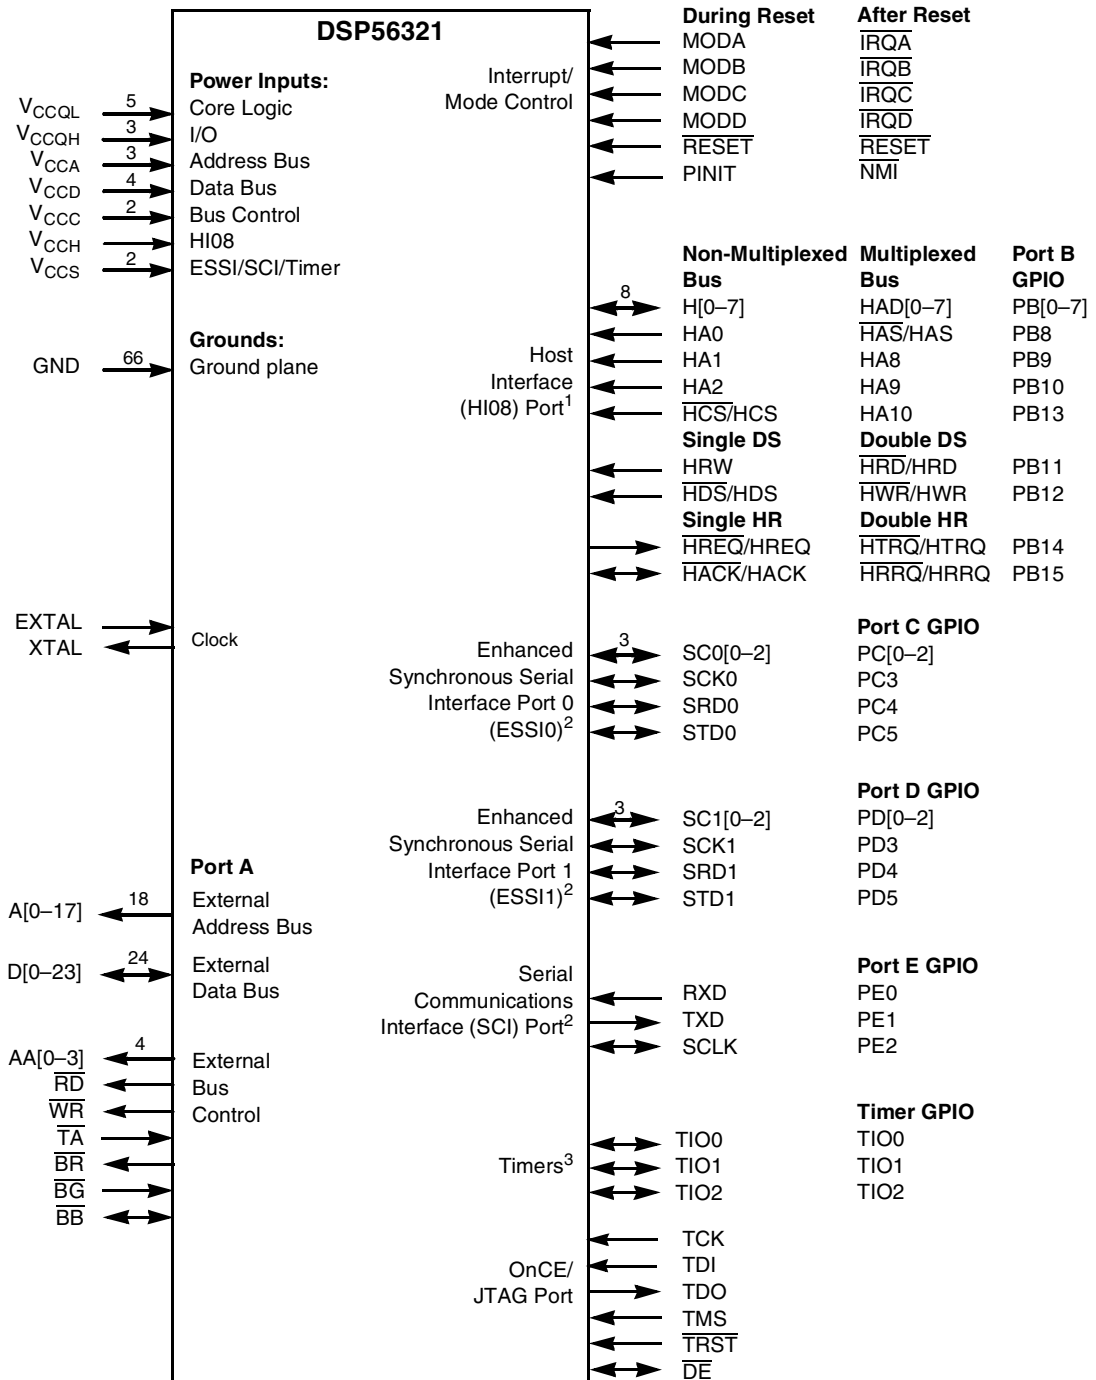 DSP56321
During Reset After Reset
MODA IRQA
MODB IRQB
MODC IRQC
MODD IRQD
RESET RESET
PINIT NMI
Interrupt/
Mode Control
Power Inputs:
VCCQL 5 Core Logic
VCCQH 3 I/O
VCCA 3 Address Bus
VCCD 4 Data Bus
VCCC 2 Bus Control
VCCH HI08
VCCS 2 ESSI/SCI/Timer
Grounds:
GND 66 Ground plane
Non-Multiplexed Multiplexed Port B
Bus Bus GPIO
8 H[0–7] HAD[0–7] PB[0–7]
HA0 HAS/HAS PB8
HA1 HA8 PB9
HA2 HA9 PB10
HCS/HCS HA10 PB13
Single DS Double DS
HRW HRD/HRD PB11
HDS/HDS HWR/HWR PB12
Single HR Double HR
HREQ/HREQ HTRQ/HTRQ PB14
HACK/HACK HRRQ/HRRQ PB15
Host
Interface
(HI08) Port1
EXTAL
XTAL
Clock
Port C GPIO
3 SC0[0–2] PC[0–2]
SCK0 PC3
SRD0 PC4
STD0 PC5
Enhanced
Synchronous Serial
Interface Port 0
(ESSI0)2
Port D GPIO
3 SC1[0–2] PD[0–2]
SCK1 PD3
SRD1 PD4
STD1 PD5
Enhanced
Synchronous Serial
Interface Port 1
(ESSI1)2
Port A
A[0–17] 18 External
Address Bus
D[0–23] 24 External
Data Bus
AA[0–3] 4 External
RD Bus
WR Control
TA
BR
BG
BB
Port E GPIO
RXD PE0
TXD PE1
SCLK PE2
Serial
Communications
Interface (SCI) Port2
Timer GPIO
TIO0 TIO0
TIO1 TIO1
TIO2 TIO2
Timers3
TCK
TDI
TDO
TMS
TRST
DE
OnCE/
JTAG Port